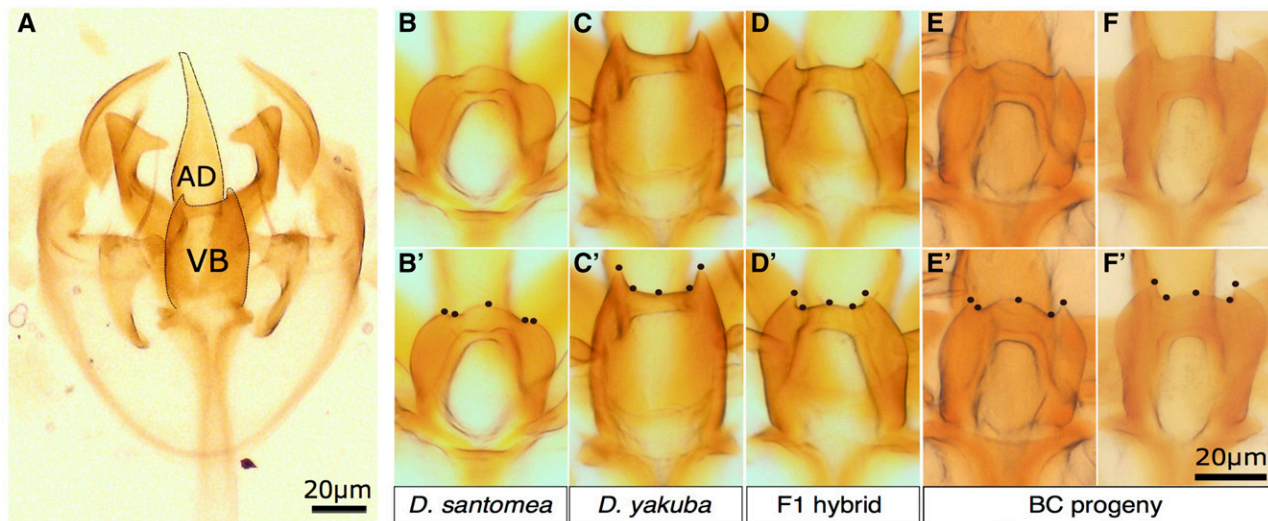 A
AD
VB
20µm
B
C
D
E
F
B'
C'
D'
E'
F'
20µm
D. santomea
D. yakuba
F1 hybrid
BC progeny